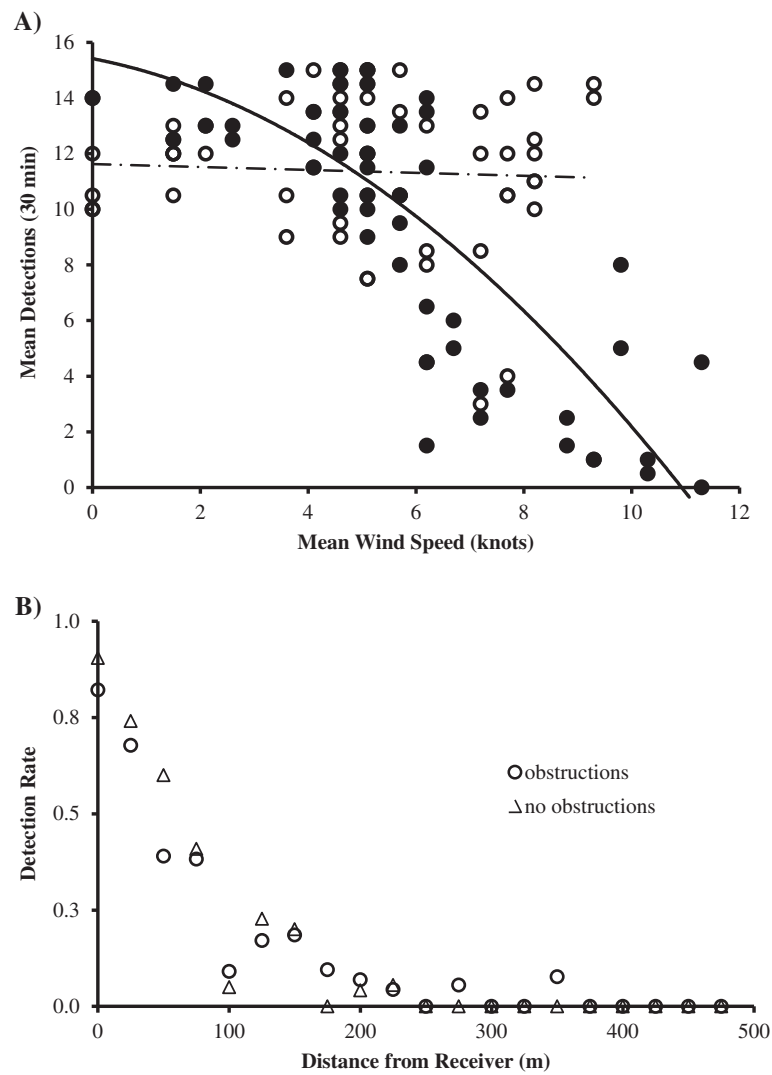 A)
16
14
12
10
8
6
4
2
0
Mean Detections (30 min)
0 2 4 6 8 10 12
Mean Wind Speed (knots)
B)
1.0
0.8
0.5
0.3
0.0
Detection Rate
obstructions
no obstructions
0 100 200 300 400 500
Distance from Receiver (m)